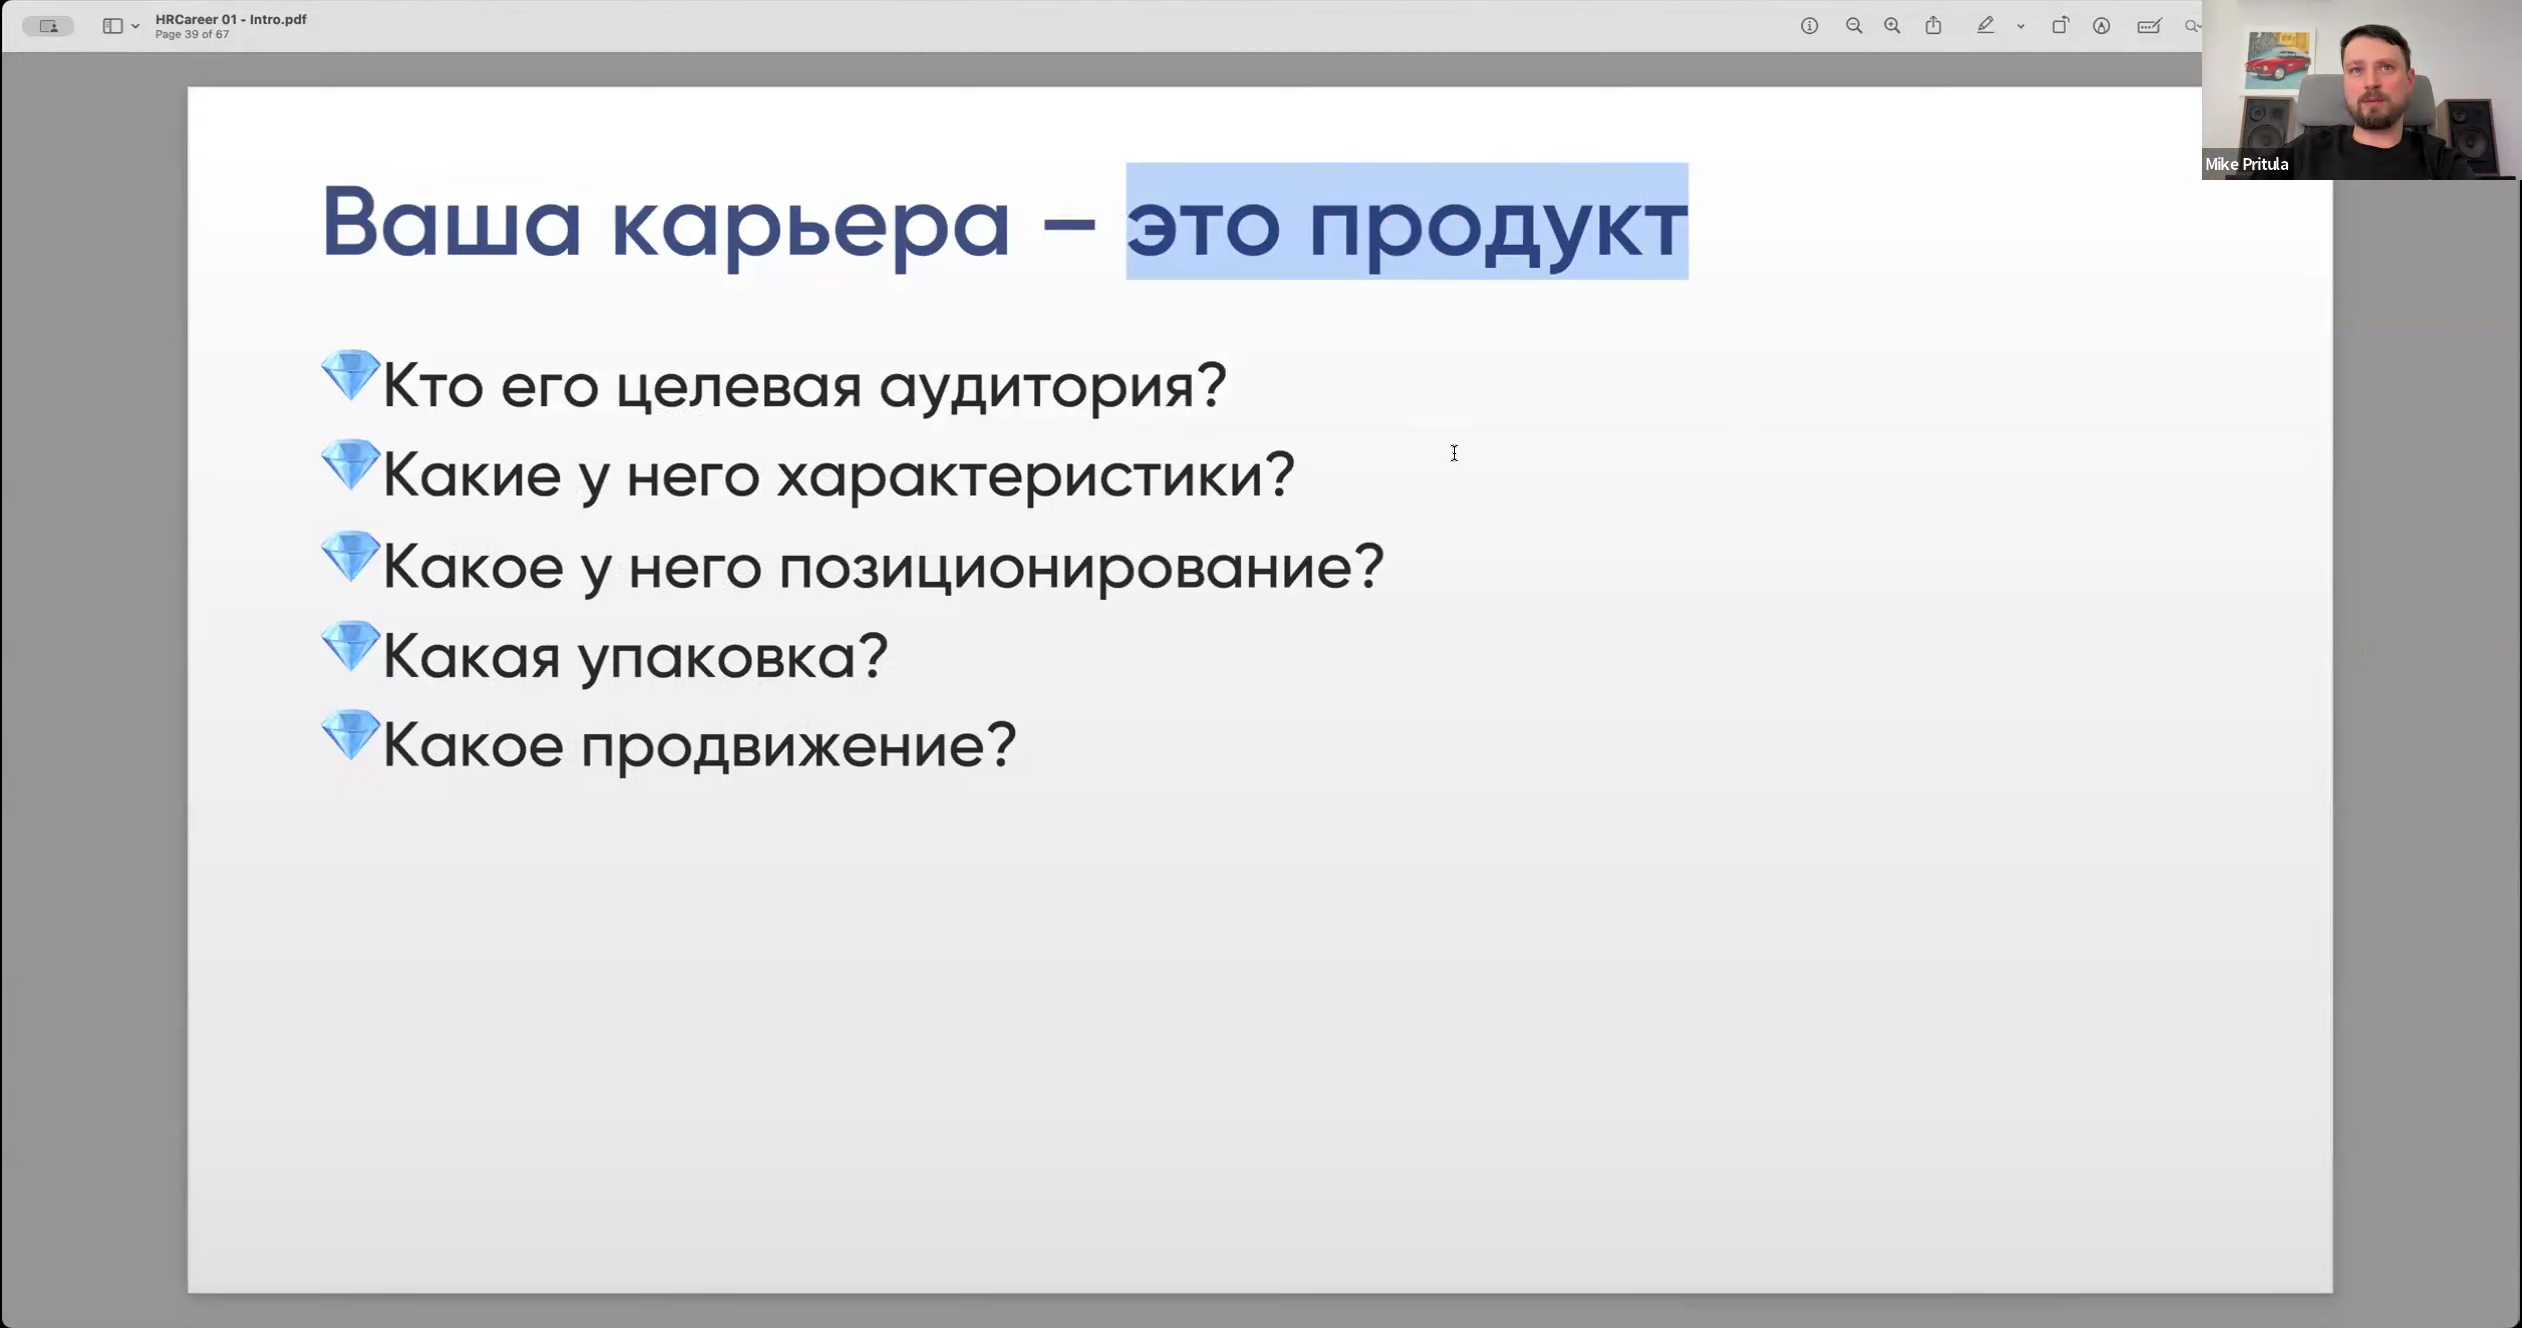 HRCareer 01 - Intro.pdf
Page 39 of 67
Mike Pritula
Ваша карьера – это продукт
Кто его целевая аудитория?
Какие у него характеристики?
Какое у него позиционирование?
Какая упаковка?
Какое продвижение?